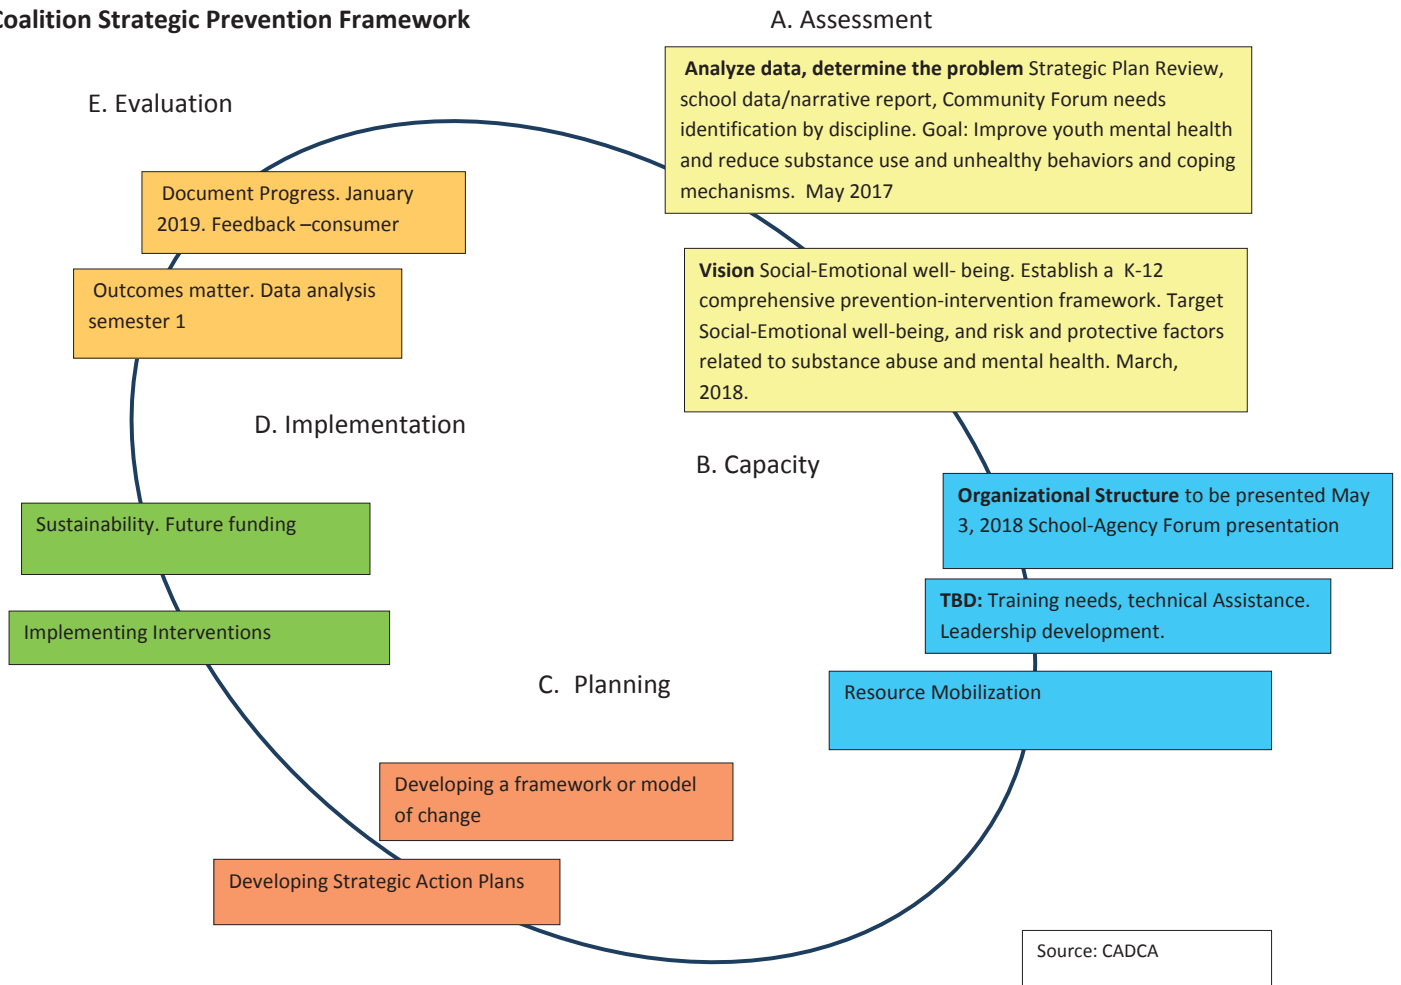 Coalition Strategic Prevention Framework
A. Assessment
Analyze data, determine the problem Strategic Plan Review,
school data/narrative report, Community Forum needs
identification by discipline. Goal: Improve youth mental health
and reduce substance use and unhealthy behaviors and coping
mechanisms. May 2017
E. Evaluation
Document Progress. January
2019. Feedback –consumer
Outcomes matter. Data analysis
semester 1
Vision Social-Emotional well- being. Establish a K-12
comprehensive prevention-intervention framework. Target
Social-Emotional well-being, and risk and protective factors
related to substance abuse and mental health. March,
2018.
D. Implementation
B. Capacity
Organizational Structure to be presented May
3, 2018 School-Agency Forum presentation
Sustainability. Future funding
TBD: Training needs, technical Assistance.
Leadership development.
Implementing Interventions
C. Planning
Resource Mobilization
Developing a framework or model
of change
Developing Strategic Action Plans
Source: CADCA